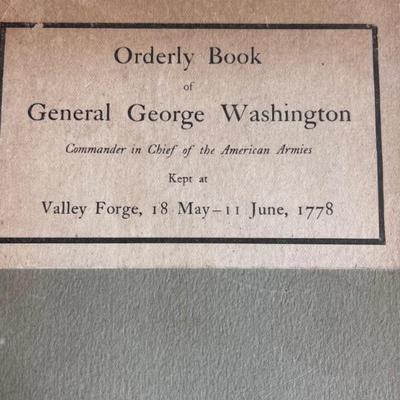 Orderly Book
of
General George Washington
Commander in Chief of the American Armies
Kept at
Valley Forge, 18 May–11 June, 1778